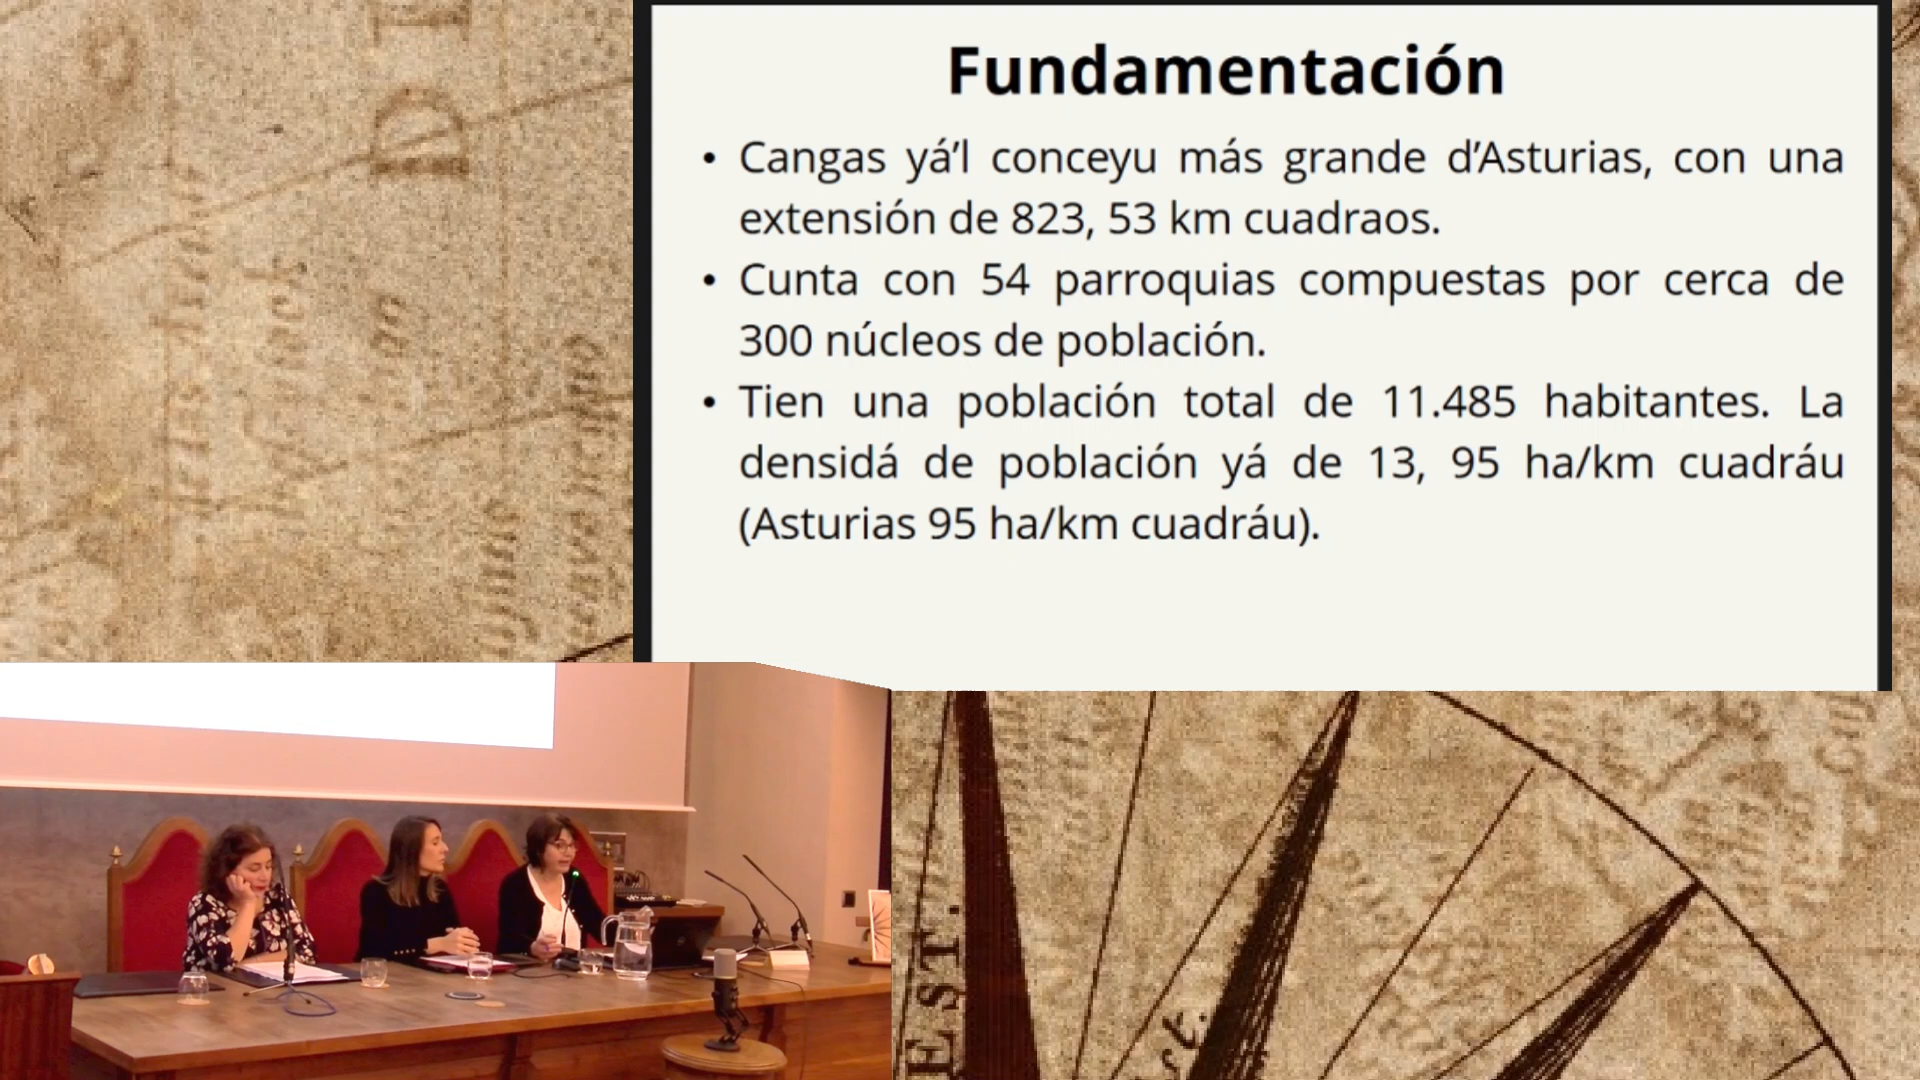 Fundamentación
• Cangas yá’l conceyu más grande d’Asturias, con una
extensión de 823, 53 km cuadraos.
• Cunta con 54 parroquias compuestas por cerca de
300 núcleos de población.
• Tien una población total de 11.485 habitantes. La
densidá de población yá de 13, 95 ha/km cuadráu
(Asturias 95 ha/km cuadráu).
EST.